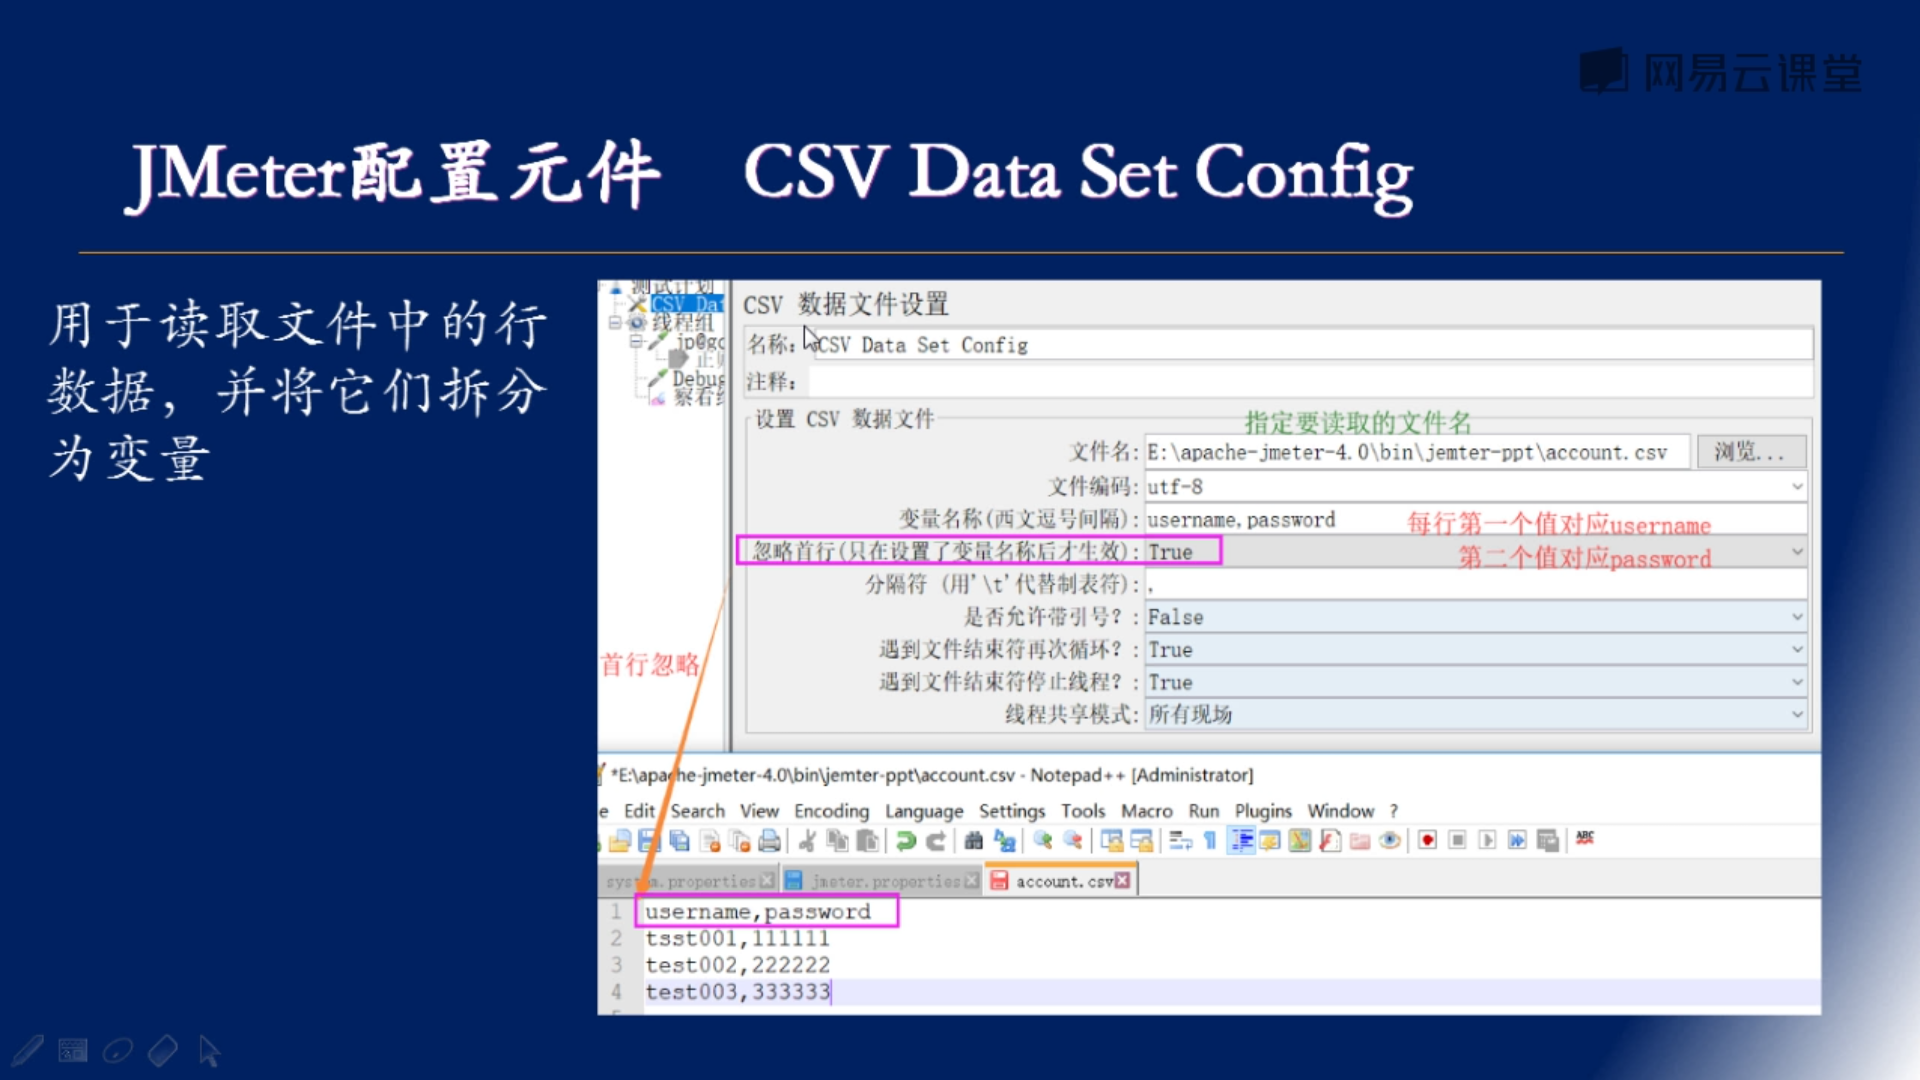 网易云课堂
JMeter配置元件 CSV Data Set Config
用于读取文件中的行
数据，并将它们拆分
为变量
测试计划
CSV Dat
线程组
jp@gc
Debug
察看结
CSV 数据文件设置
名称: CSV Data Set Config
注释:
设置 CSV 数据文件
指定要读取的文件名
文件名: E:\apache-jmeter-4.0\bin\jemter-ppt\account.csv 浏览...
文件编码: utf-8
变量名称(西文逗号间隔): username,password 每行第一个值对应username
忽略首行(只在设置了变量名称后才生效): True 第二个值对应password
分隔符 (用'\t'代替制表符): ,
是否允许带引号? : False
遇到文件结束符再次循环? : True
首行忽略
遇到文件结束符停止线程? : True
线程共享模式: 所有现场
*E:\apache-jmeter-4.0\bin\jemter-ppt\account.csv - Notepad++ [Administrator]
e Edit Search View Encoding Language Settings Tools Macro Run Plugins Window ?
ABC
system.properties jmeter.properties account.csv
1 username,password
2 tsst001,111111
3 test002,222222
4 test003,333333